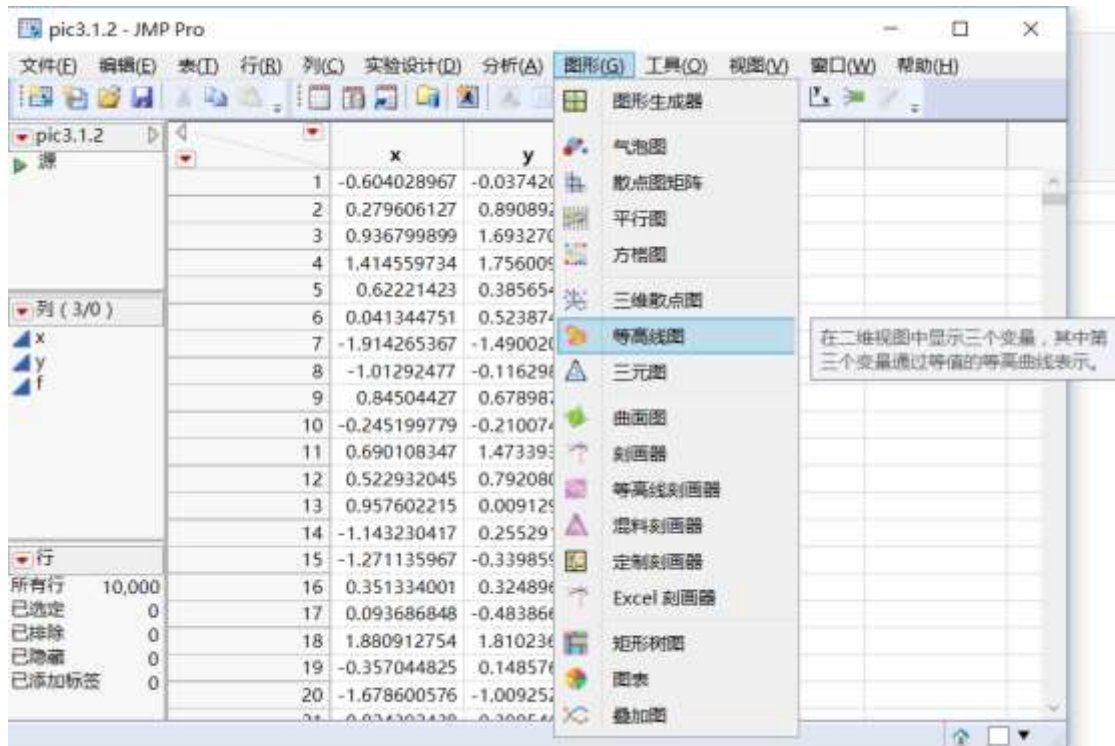 pic3.1.2 - JMP Pro
文件(F) 编辑(E) 表(T) 行(R) 列(C) 实验设计(D) 分析(A) 图形(G) 工具(O) 视图(V) 窗口(W) 帮助(H)
pic3.1.2
源
列 ( 3/0 )
x
y
f
行
所有行 10,000
已选定 0
已排除 0
已隐藏 0
已添加标签 0
x y
1 -0.604028967 -0.037420
2 0.279606127 0.890892
3 0.936799899 1.693270
4 1.414559734 1.756009
5 0.62221423 0.385654
6 0.041344751 0.523874
7 -1.914265367 -1.490020
8 -1.01292477 -0.116298
9 0.84504427 0.678987
10 -0.245199779 -0.210074
11 0.690108347 1.473393
12 0.522932045 0.792080
13 0.957602215 0.009129
14 -1.143230417 0.255291
15 -1.271135967 -0.339859
16 0.351334001 0.324896
17 0.093686848 -0.483866
18 1.880912754 1.810236
19 -0.357044825 0.148576
20 -1.678600576 -1.009252
图形生成器
气泡图
散点图矩阵
平行图
方格图
三维散点图
等高线图
三元图
曲面图
刻画器
等高线刻画器
混料刻画器
定制刻画器
Excel 刻画器
矩形树图
图表
叠加图
在二维视图中显示三个变量，其中第
三个变量通过等值的等高曲线表示。